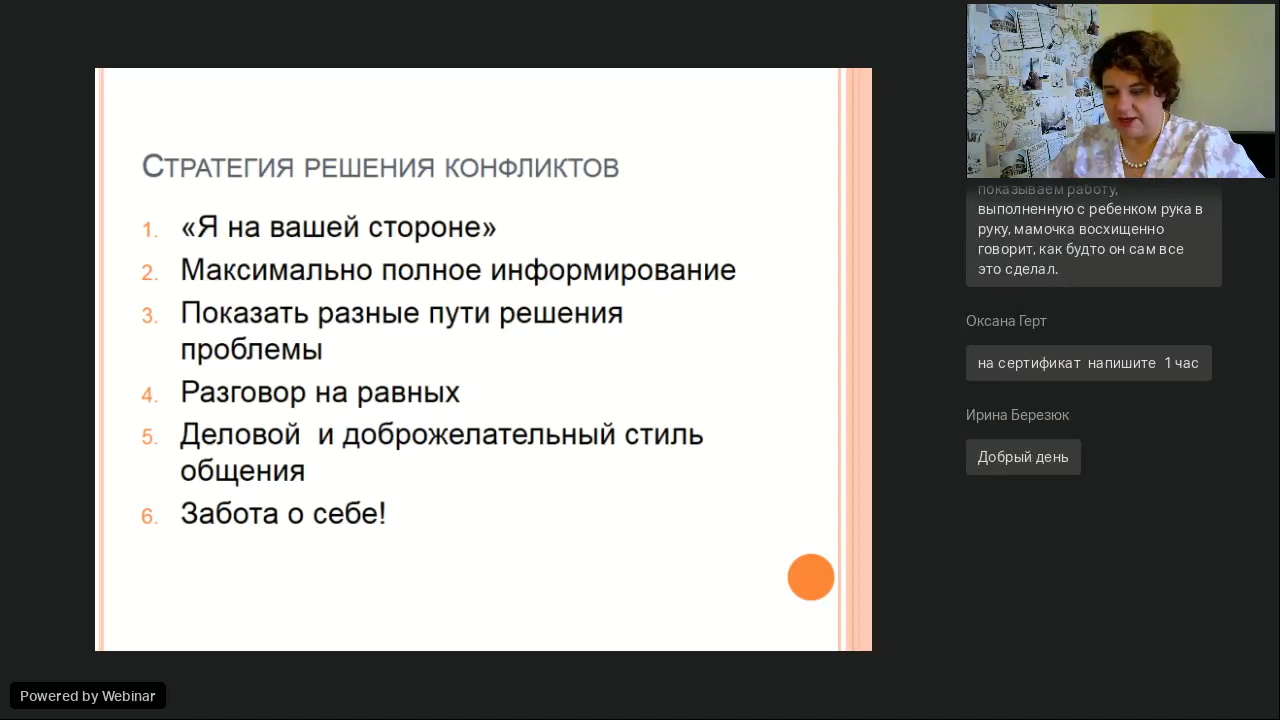 Стратегия решения конфликтов
1. «Я на вашей стороне»
2. Максимально полное информирование
3. Показать разные пути решения
проблемы
4. Разговор на равных
5. Деловой и доброжелательный стиль
общения
6. Забота о себе!
показываем работу,
выполненную с ребенком рука в
руку, мамочка восхищенно
говорит, как будто он сам все
это сделал.
Оксана Герт
на сертификат напишите 1 час
Ирина Березюк
Добрый день
Powered by Webinar